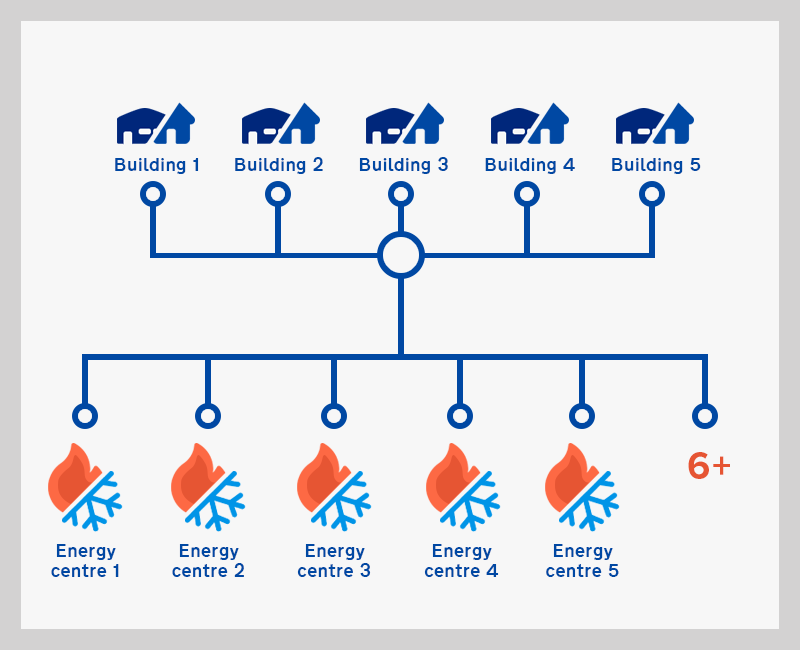 Building 1
Building 2
Building 3
Building 4
Building 5
6+
Energy
centre 1
Energy
centre 2
Energy
centre 3
Energy
centre 4
Energy
centre 5